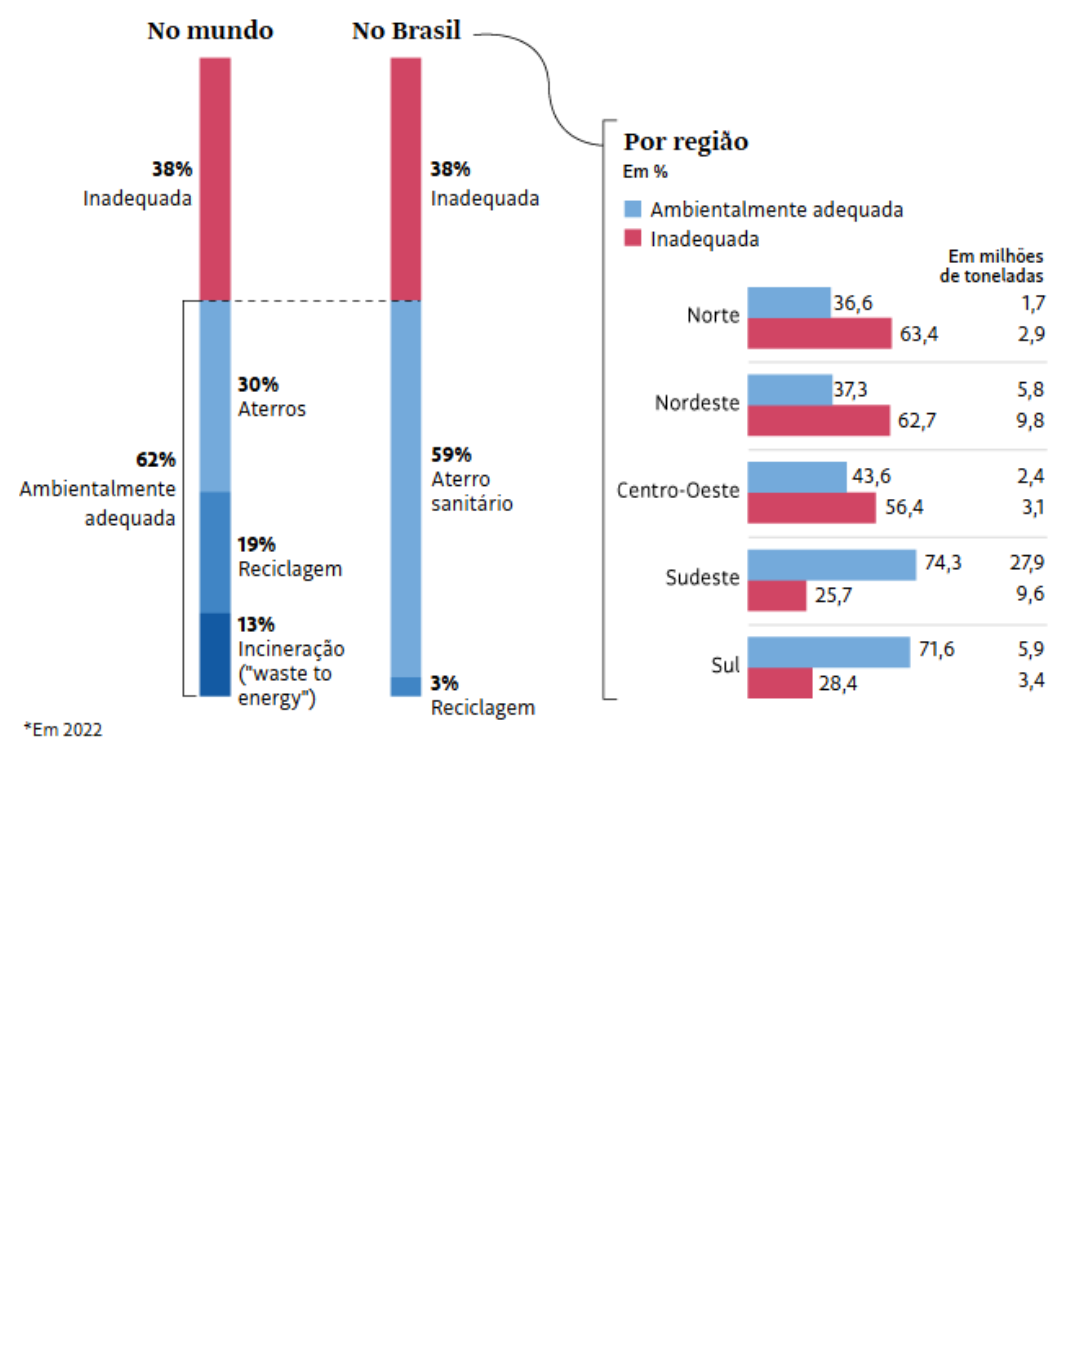 No mundo
38%
Inadequada
62%
Ambientalmente
adequada
30%
Aterros
19%
Reciclagem
13%
Incineração
("waste to
energy")
*Em 2022
No Brasil
38%
Inadequada
59%
Aterro
sanitário
3%
Reciclagem
Por região
Em %
Ambientalmente adequada
Inadequada
Em milhões
de toneladas
Norte
36,6 1,7
63,4 2,9
Nordeste
37,3 5,8
62,7 9,8
Centro-Oeste
43,6 2,4
56,4 3,1
Sudeste
74,3 27,9
25,7 9,6
Sul
71,6 5,9
28,4 3,4